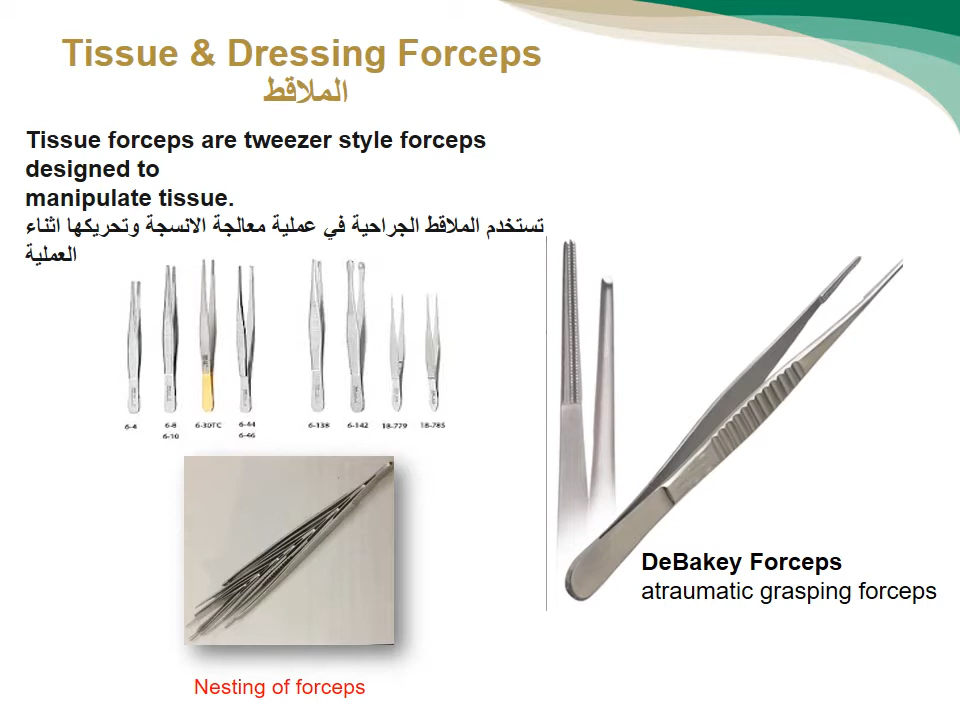 Tissue & Dressing Forceps
الملاقط
Tissue forceps are tweezer style forceps
designed to
manipulate tissue.
تستخدم الملاقط الجراحية في عملية معالجة الانسجة وتحريكها اثناء
العملية
6-4
6-8
6-10
6-30TC
6-44
6-46
6-138
6-142
18-779
18-785
DeBakey Forceps
atraumatic grasping forceps
Nesting of forceps